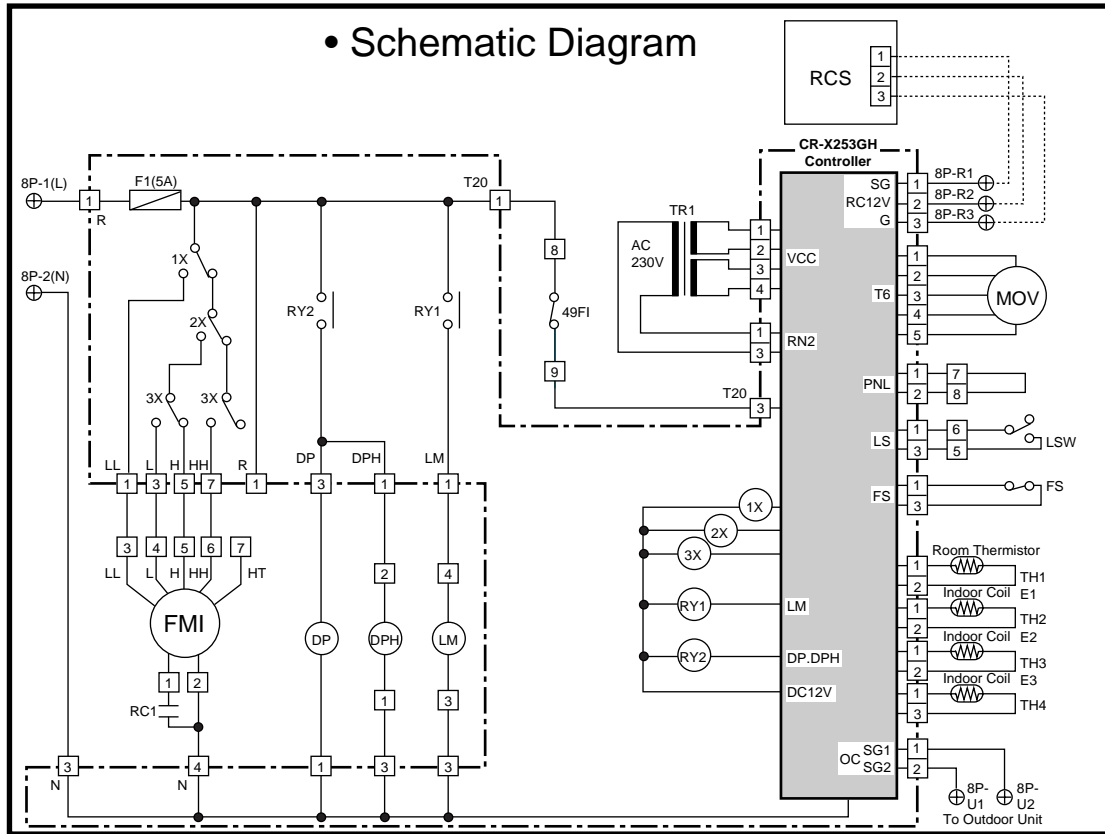 • Schematic Diagram
RCS
1
2
3
CR-X253GH
Controller
8P-1(L)
1
R
F1(5A)
T20
1
8P-2(N)
1X
2X
3X
3X
RY2
RY1
8
49FI
9
T20
3
TR1
AC
230V
1
2
3
4
VCC
1
3
RN2
SG
RC12V
G
1
2
3
8P-R1
8P-R2
8P-R3
T6
1
2
3
4
5
MOV
PNL
1
2
7
8
LS
1
3
6
5
LSW
FS
1
3
FS
LL
L
H
HH
R
DP
DPH
LM
1
3
5
7
1
3
1
1
3
4
5
6
7
LL
L
H
HH
HT
FMI
1
2
RC1
2
4
DP
DPH
LM
1
3
3
N
4
N
1
3
3
1X
2X
3X
RY1
LM
RY2
DP.DPH
DC12V
Room Thermistor
1
2
TH1
Indoor Coil E1
1
2
TH2
Indoor Coil E2
1
2
TH3
Indoor Coil E3
1
3
TH4
OC
SG1
SG2
1
2
8P-
U1
8P-
U2
To Outdoor Unit